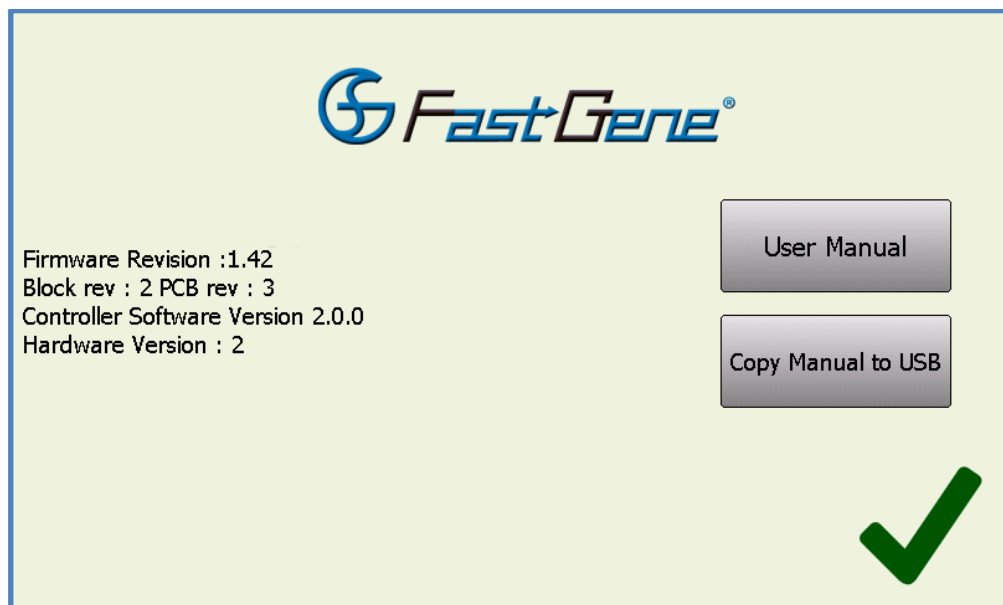 FastGene®
Firmware Revision :1.42
Block rev : 2 PCB rev : 3
Controller Software Version 2.0.0
Hardware Version : 2
User Manual
Copy Manual to USB